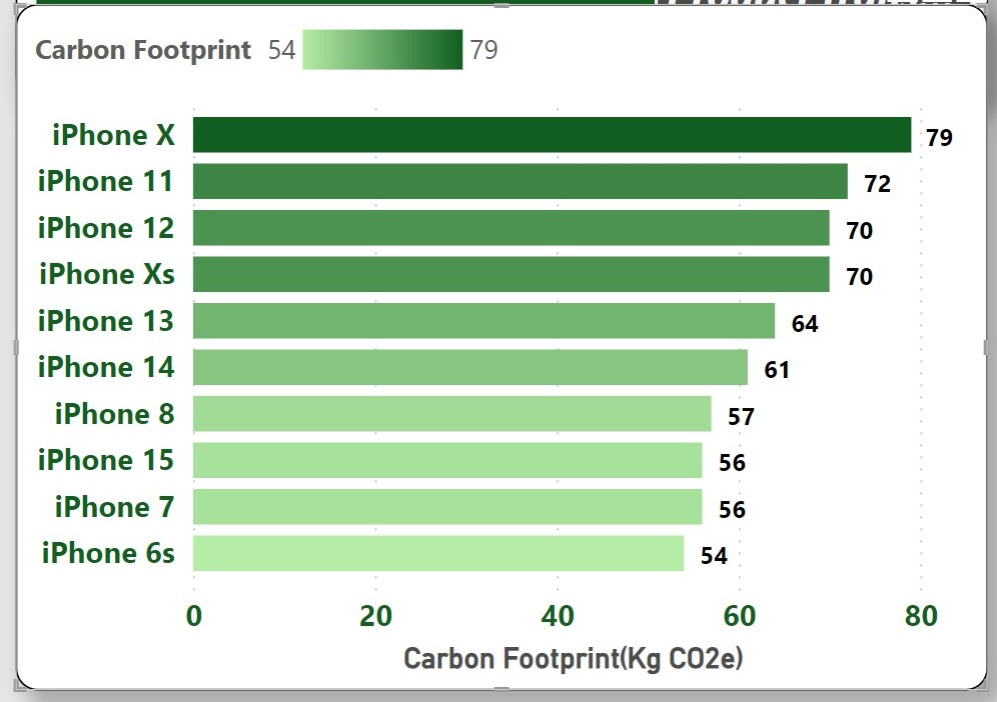 Carbon Footprint 54 79
iPhone X 79
iPhone 11 72
iPhone 12 70
iPhone Xs 70
iPhone 13 64
iPhone 14 61
iPhone 8 57
iPhone 15 56
iPhone 7 56
iPhone 6s 54
0 20 40 60 80
Carbon Footprint(Kg CO2e)